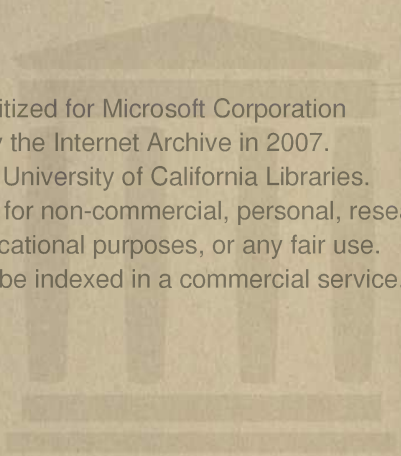 itized for Microsoft Corporation
the Internet Archive in 2007.
University of California Libraries.
for non-commercial, personal,
cational purposes, or any fair use.
be indexed in a commercial service.